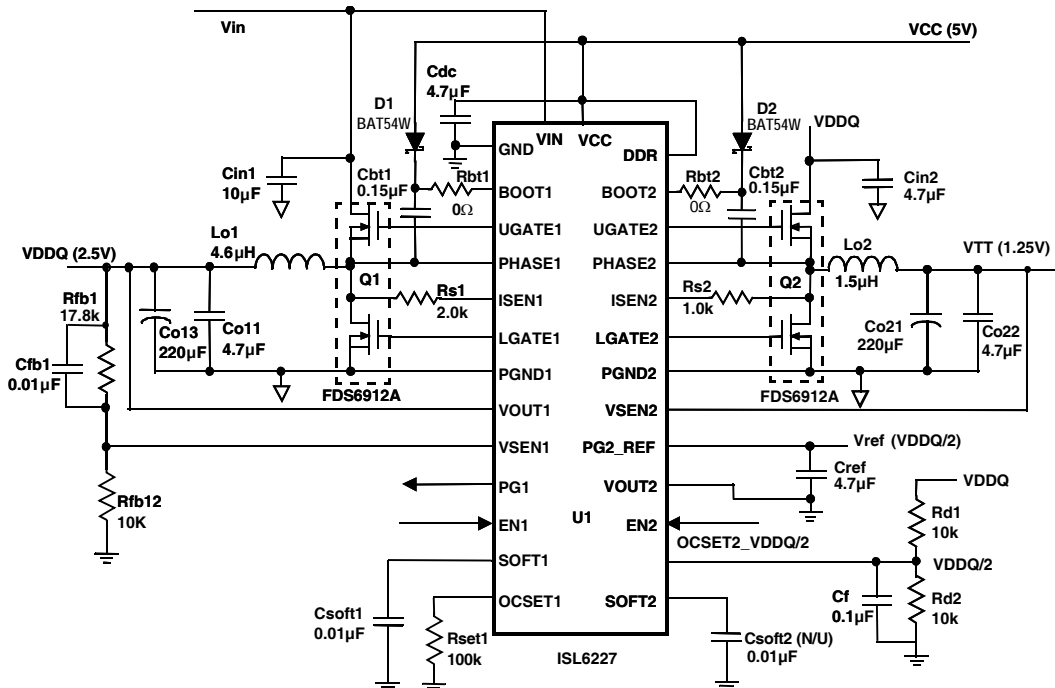 Vin
VCC (5V)
Cdc
4.7µF
D1
BAT54W
D2
BAT54W
VDDQ
VIN
VCC
GND
DDR
Cin1
10µF
Cbt1
0.15µF
Rbt1
0Ω
BOOT1
BOOT2
Rbt2
0Ω
Cbt2
0.15µF
Cin2
4.7µF
UGATE1
UGATE2
Lo1
4.6µH
VDDQ (2.5V)
Lo2
1.5µH
VTT (1.25V)
PHASE1
PHASE2
Q1
Q2
Rfb1
17.8k
Rs1
2.0k
ISEN1
ISEN2
Rs2
1.0k
Co13
220µF
Co11
4.7µF
Co21
220µF
Co22
4.7µF
LGATE1
LGATE2
Cfb1
0.01µF
PGND1
PGND2
FDS6912A
FDS6912A
VOUT1
VSEN2
VSEN1
PG2_REF
Vref (VDDQ/2)
Cref
4.7µF
Rfb12
10K
PG1
VOUT2
VDDQ
U1
EN1
EN2
Rd1
10k
OCSET2_VDDQ/2
SOFT1
VDDQ/2
Cf
0.1µF
Rd2
10k
OCSET1
SOFT2
Csoft1
0.01µF
Rset1
100k
Csoft2 (N/U)
0.01µF
ISL6227